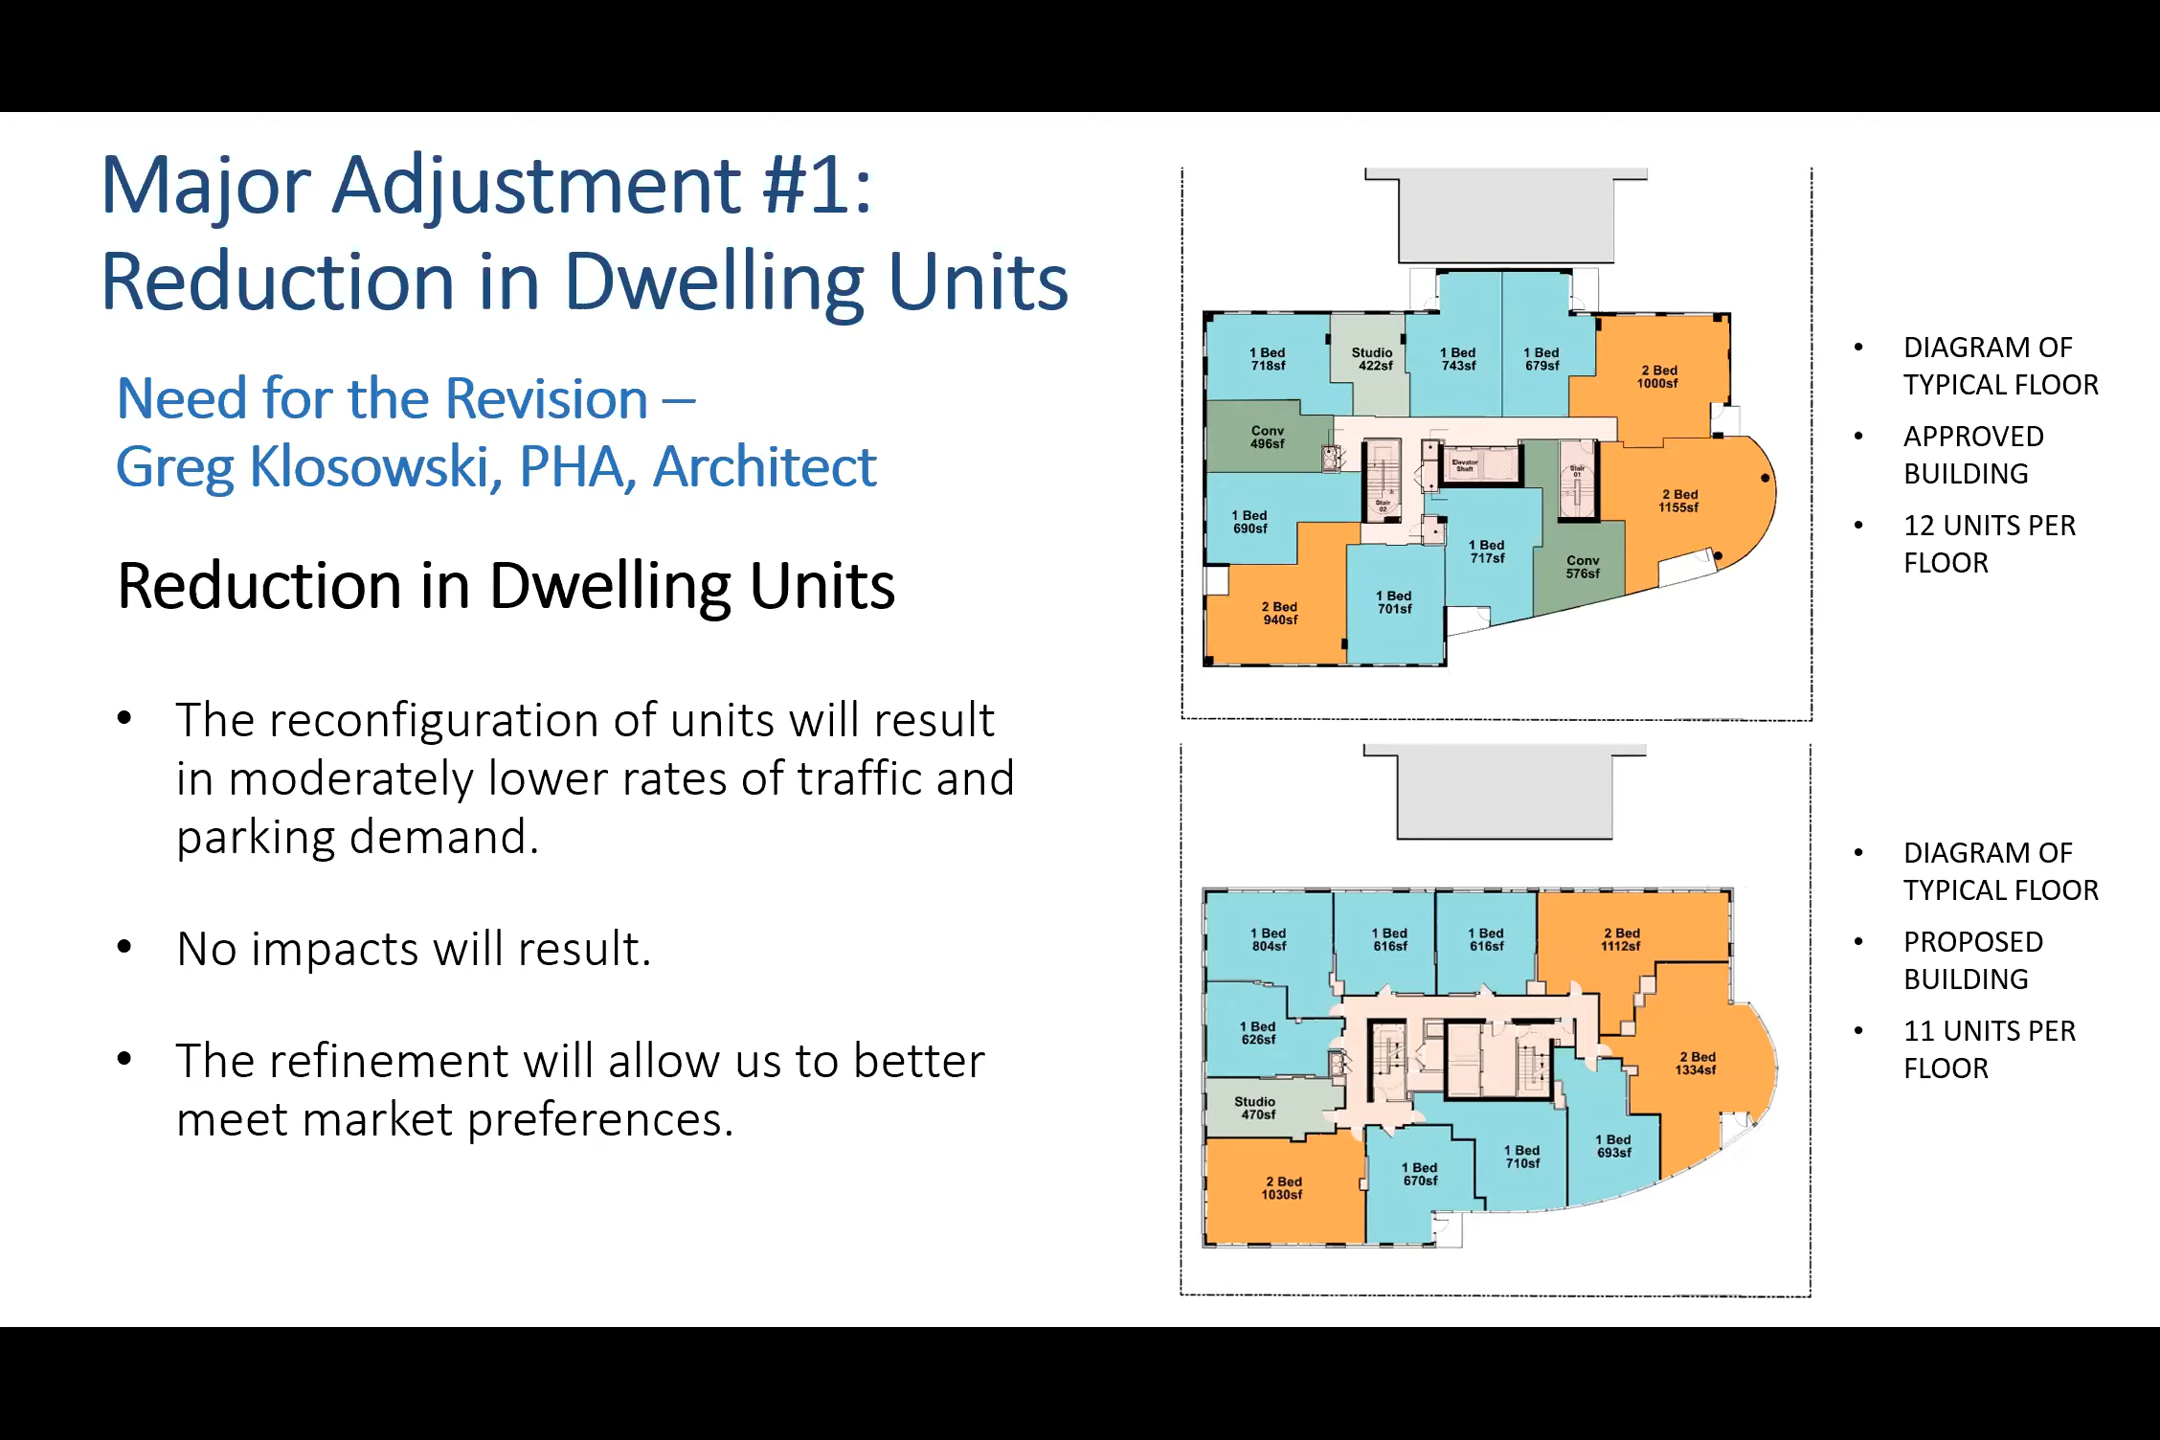 Major Adjustment #1:
Reduction in Dwelling Units
Need for the Revision –
Greg Klosowski, PHA, Architect
Reduction in Dwelling Units
• The reconfiguration of units will result
in moderately lower rates of traffic and
parking demand.
• No impacts will result.
• The refinement will allow us to better
meet market preferences.
1 Bed
718sf
Studio
422sf
1 Bed
743sf
1 Bed
679sf
2 Bed
1000sf
Conv
496sf
Elevator
Shaft
Stair
01
Stair
02
1 Bed
690sf
2 Bed
1155sf
1 Bed
717sf
Conv
576sf
2 Bed
940sf
1 Bed
701sf
• DIAGRAM OF
TYPICAL FLOOR
• APPROVED
BUILDING
• 12 UNITS PER
FLOOR
1 Bed
804sf
1 Bed
616sf
1 Bed
616sf
2 Bed
1112sf
1 Bed
626sf
2 Bed
1334sf
Studio
470sf
1 Bed
693sf
1 Bed
710sf
1 Bed
670sf
2 Bed
1030sf
• DIAGRAM OF
TYPICAL FLOOR
• PROPOSED
BUILDING
• 11 UNITS PER
FLOOR